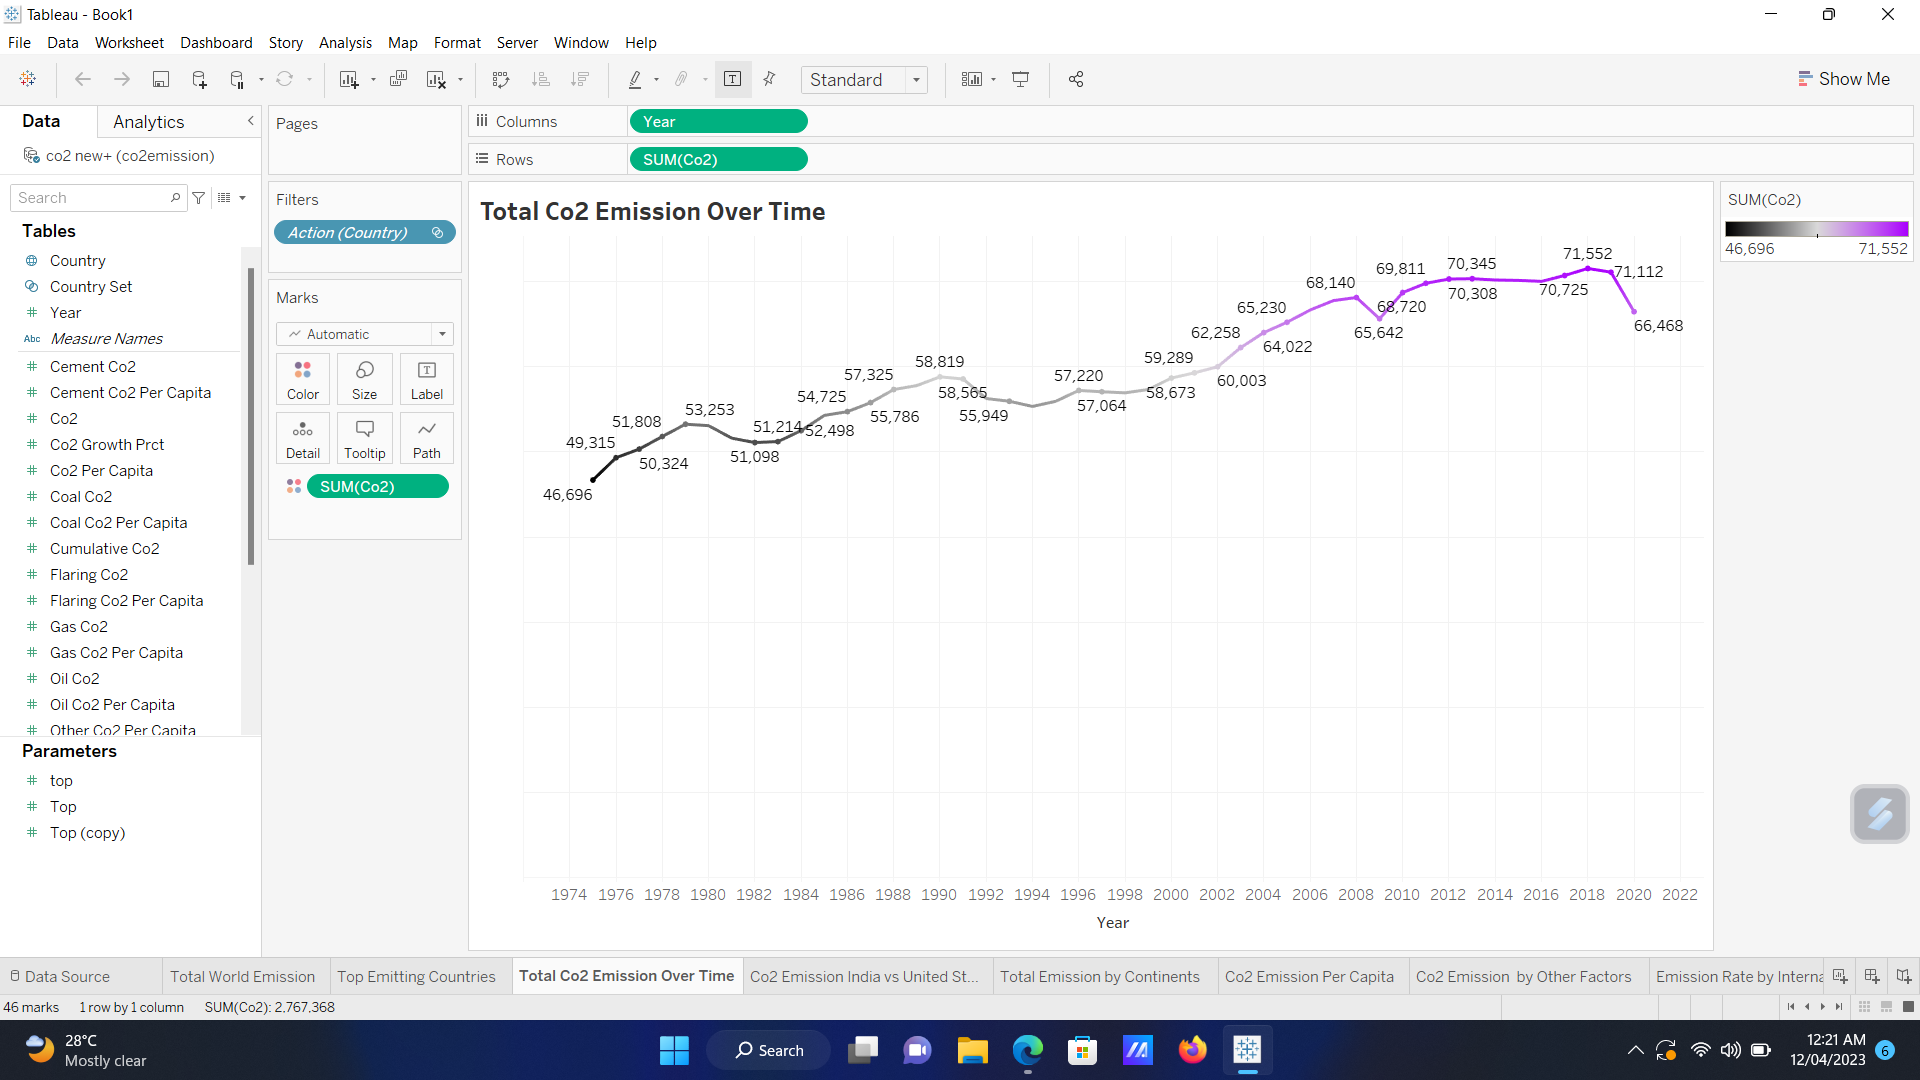 Tableau - Book1
File Data Worksheet Dashboard Story Analysis Map Format Server Window Help
Standard
Show Me
Data
Analytics
co2 new+ (co2emission)
Search
Tables
Country
Country Set
Year
Abc Measure Names
Cement Co2
Cement Co2 Per Capita
Co2
Co2 Growth Prct
Co2 Per Capita
Coal Co2
Coal Co2 Per Capita
Cumulative Co2
Flaring Co2
Flaring Co2 Per Capita
Gas Co2
Gas Co2 Per Capita
Oil Co2
Oil Co2 Per Capita
Other Co2 Per Capita
Parameters
top
Top
Top (copy)
Pages
Filters
Action (Country)
Marks
Automatic
Color Size Label
Detail Tooltip Path
SUM(Co2)
Columns
Year
Rows
SUM(Co2)
Total Co2 Emission Over Time
46,696
49,315
50,324
51,808
53,253
51,098
51,214
52,498
54,725
55,786
57,325
58,819
58,565
55,949
57,220
57,064
58,673
59,289
60,003
62,258
64,022
65,230
68,140
65,642
68,720
69,811
70,308
70,345
70,725
71,552
71,112
66,468
1974 1976 1978 1980 1982 1984 1986 1988 1990 1992 1994 1996 1998 2000 2002 2004 2006 2008 2010 2012 2014 2016 2018 2020 2022
Year
SUM(Co2)
46,696 71,552
Data Source
Total World Emission
Top Emitting Countries
Total Co2 Emission Over Time
Co2 Emission India vs United St...
Total Emission by Continents
Co2 Emission Per Capita
Co2 Emission by Other Factors
Emission Rate by Interna
46 marks 1 row by 1 column SUM(Co2): 2,767,368
28°C
Mostly clear
Search
12:21 AM
12/04/2023
6